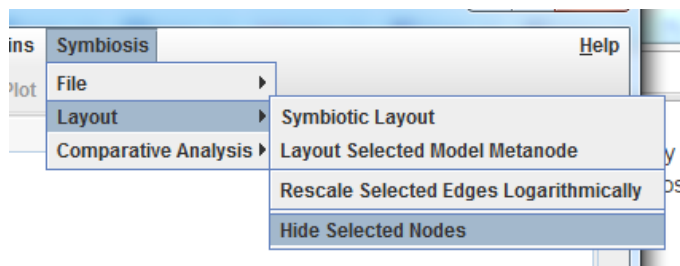 ins Symbiosis Help
Plot File
Layout Symbiotic Layout
Comparative Analysis Layout Selected Model Metanode
Rescale Selected Edges Logarithmically
Hide Selected Nodes